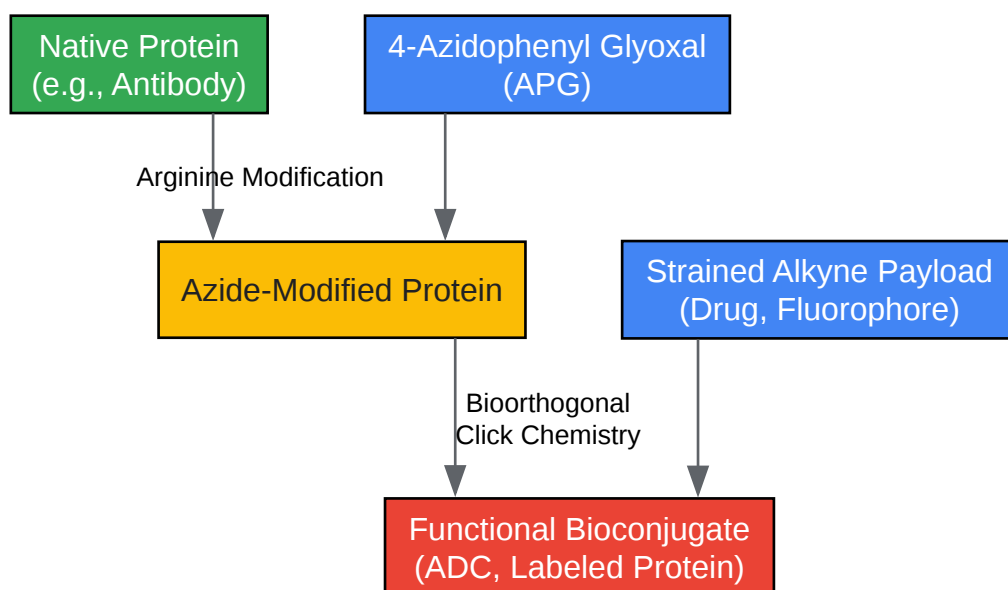 Native Protein
(e.g., Antibody)
4-Azidophenyl Glyoxal
(APG)
Arginine Modification
Azide-Modified Protein
Strained Alkyne Payload
(Drug, Fluorophore)
Bioorthogonal
Click Chemistry
Functional Bioconjugate
(ADC, Labeled Protein)